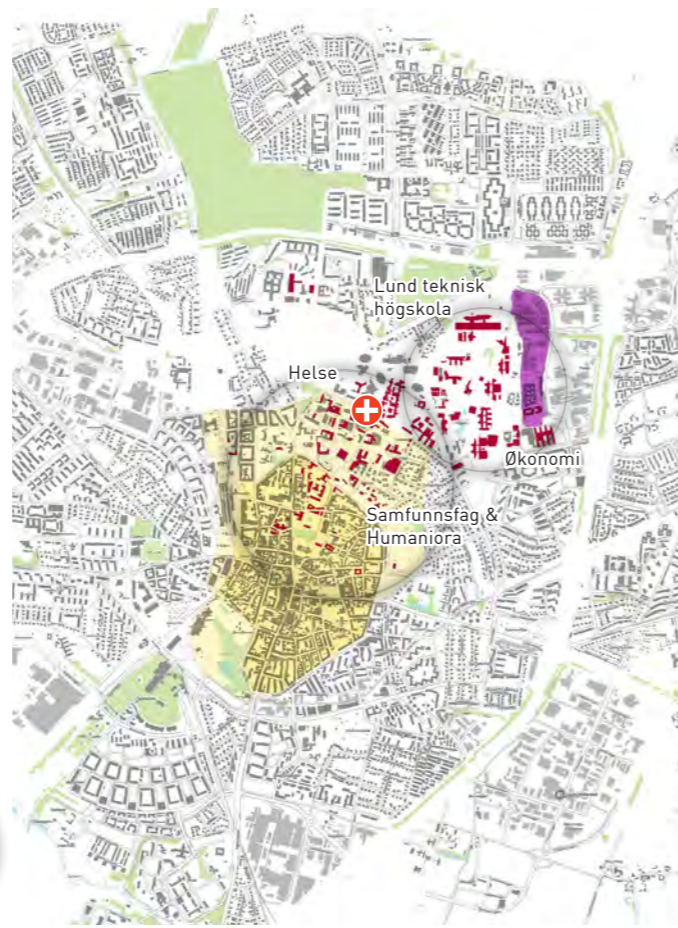 Lund teknisk
högskola
Helse
Økonomi
Samfunnsfag &
Humaniora